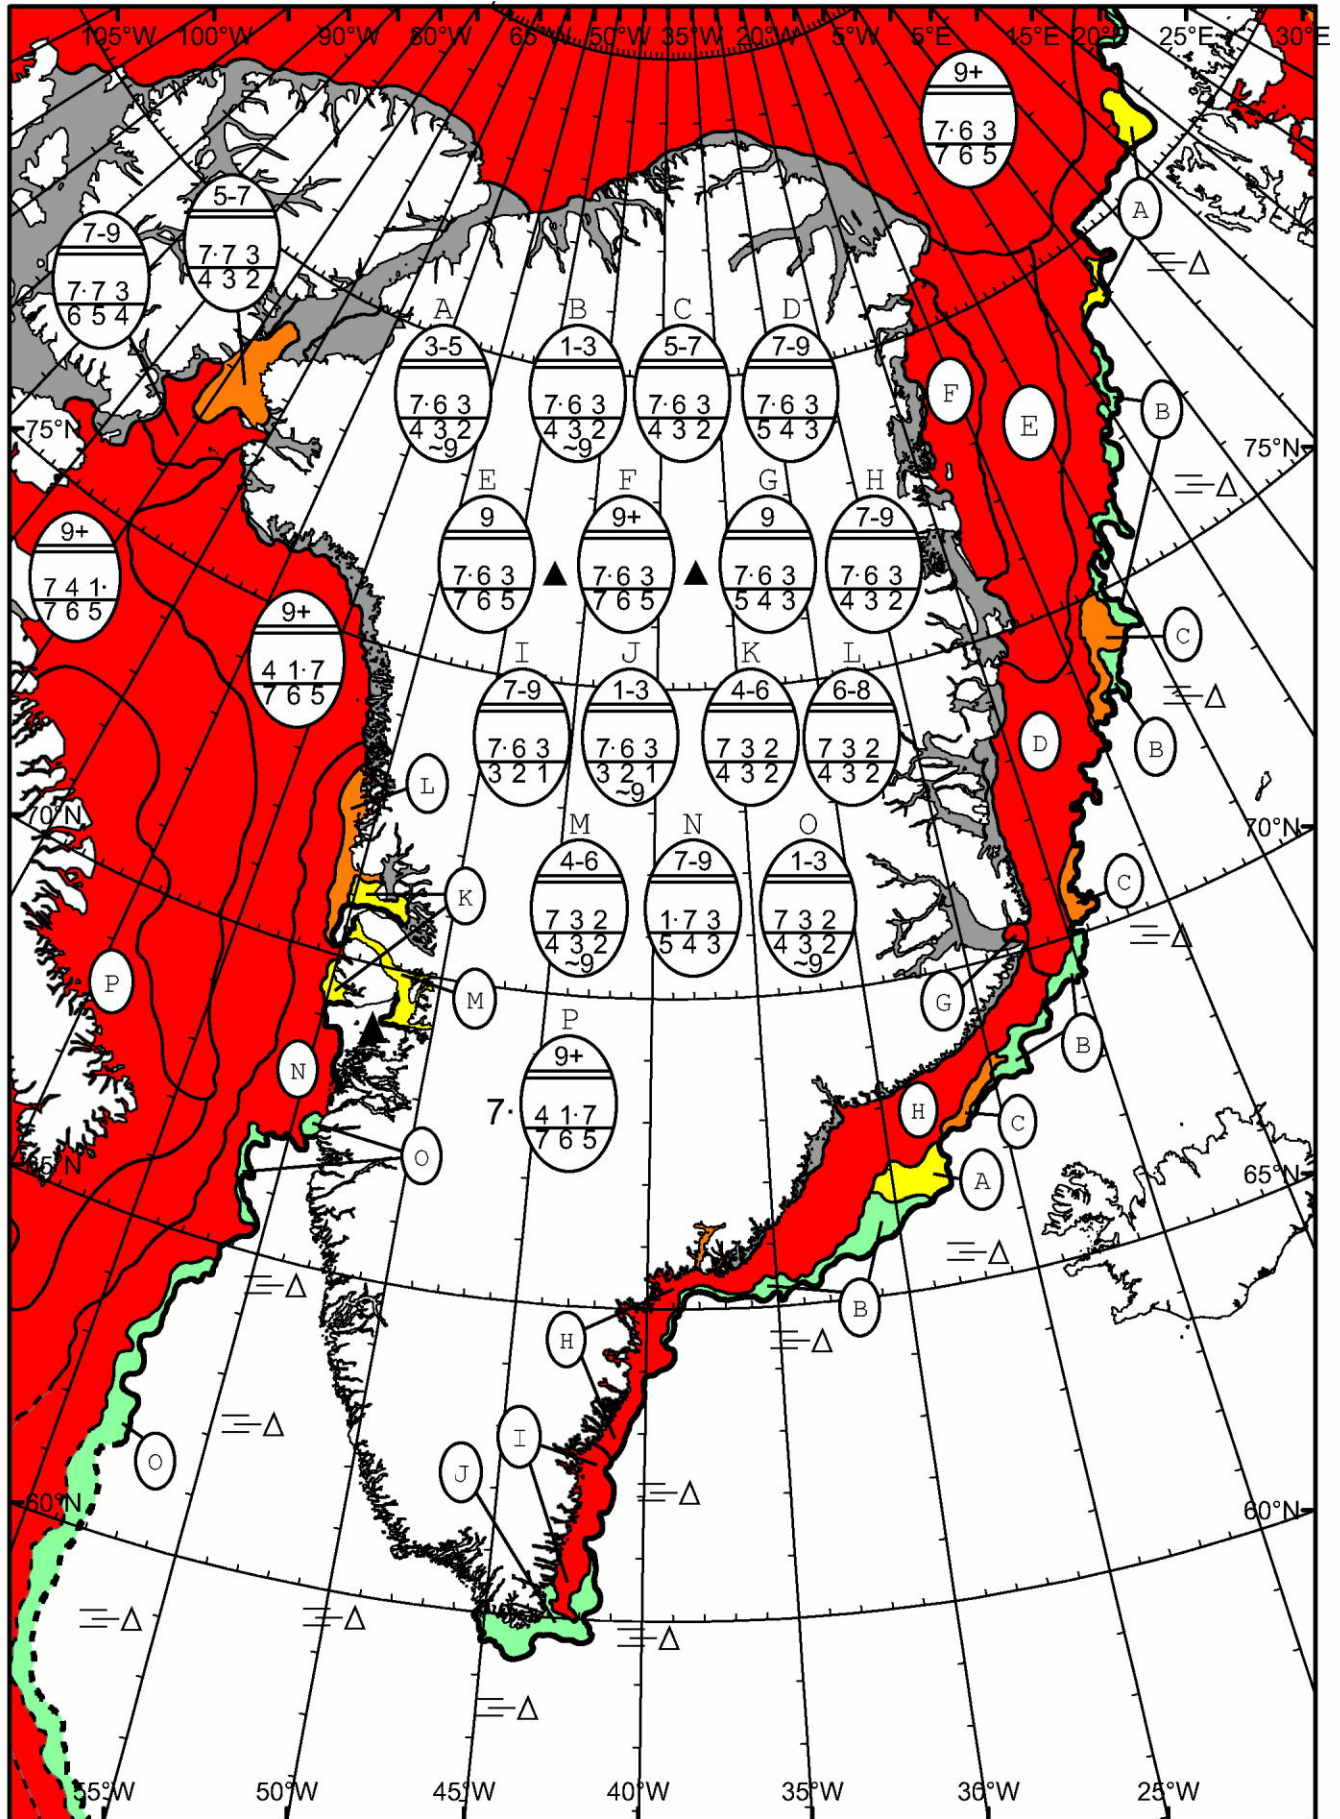 105°W 100°W 90°W 80°W 65°W 50°W 35°W 20°W 5°W 5°E 15°E 20°E 25°E 30°E
9+
7·6 3
7 6 5
5-7
7·7 3
4 3 2
7-9
7·7 3
6 5 4
A
A B C D
3-5 1-3 5-7 7-9
7·6 3 7·6 3 7·6 3 7·6 3
4 3 2 4 3 2 4 3 2 5 4 3
~9 ~9
F E B
75°N 75°N
E F G H
9 9+ 9 7-9
7·6 3 7·6 3 7·6 3 7·6 3
7 6 5 7 6 5 5 4 3 4 3 2
9+
7 4 1·
7 6 5
9+
4 1·7
7 6 5
C
I J K L
7-9 1-3 4-6 6-8
7·6 3 7·6 3 7 3 2 7 3 2
3 2 1 3 2 1 4 3 2 4 3 2
~9
D B
L
70°N 70°N
M N O
4-6 7-9 1-3
7 3 2 1·7 3 7 3 2
4 3 2 5 4 3 4 3 2
~9 ~9
K C
P M G
P
9+
7· 4 1·7
7 6 5
B
N H C
O A
65°N 65°N
B
H
I
J
O
60°N 60°N
55°W 50°W 45°W 40°W 35°W 30°W 25°W